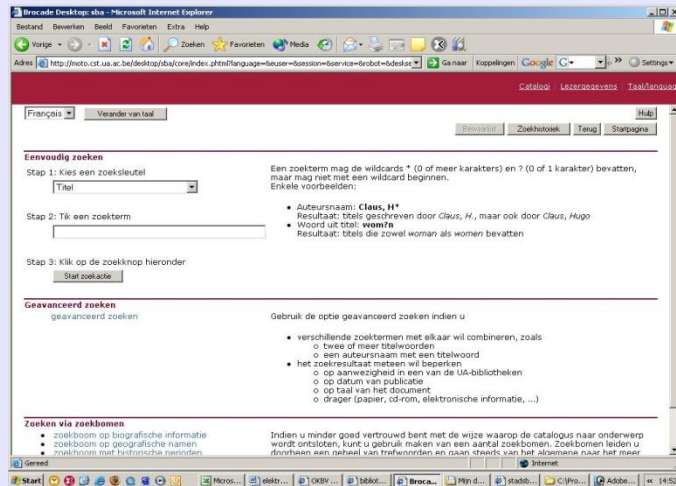 Brocade Desktop: sba - Microsoft Internet Explorer
Bestand Bewerken Beeld Favorieten Extra Help
Vorige Zoeken Favorieten Media
Adres http://moto.cst.ua.ac.be/desktop/sba/core/index.phtml?language=&euser=&session=&service=&robot=&deskse Ga naar Koppelingen Google G Settings
Catalogi Lezergegevens Taal/language
Français Verander van taal Hulp
Bewaarlijst Zoekhistoriek Terug Startpagina
Eenvoudig zoeken
Stap 1: Kies een zoeksleutel
Titel
Stap 2: Tik een zoekterm
Stap 3: Klik op de zoekknop hieronder
Start zoekactie
Een zoekterm mag de wildcards * (0 of meer karakters) en ? (0 of 1 karakter) bevatten,
maar mag niet met een wildcard beginnen.
Enkele voorbeelden:
• Auteursnaam: Claus, H*
Resultaat: titels geschreven door Claus, H., maar ook door Claus, Hugo
• Woord uit titel: wom?n
Resultaat: titels die zowel woman als women bevatten
Geavanceerd zoeken
geavanceerd zoeken
Gebruik de optie geavanceerd zoeken indien u
• verschillende zoektermen met elkaar wil combineren, zoals
o twee of meer titelwoorden
o een auteursnaam met een titelwoord
• het zoekresultaat meteen wil beperken
o op aanwezigheid in een van de UA-bibliotheken
o op datum van publicatie
o op taal van het document
o drager (papier, cd-rom, elektronische informatie, ...)
Zoeken via zoekbomen
• zoekboom op biografische informatie
• zoekboom op geografische namen
• zoekboom met historische perioden
Indien u minder goed vertrouwd bent met de wijze waarop de catalogus naar onderwerp
wordt ontsloten, kunt u gebruik maken van een aantal zoekbomen. Zoekbomen leiden u
doorheen een geheel van trefwoorden en gaan steeds van het algemene naar het meer
Gereed Internet
Start Micros... elektr... OKBV ... bibliot... Broca... Mijn d... stadsb... C:\Pro... Adobe... 14:52